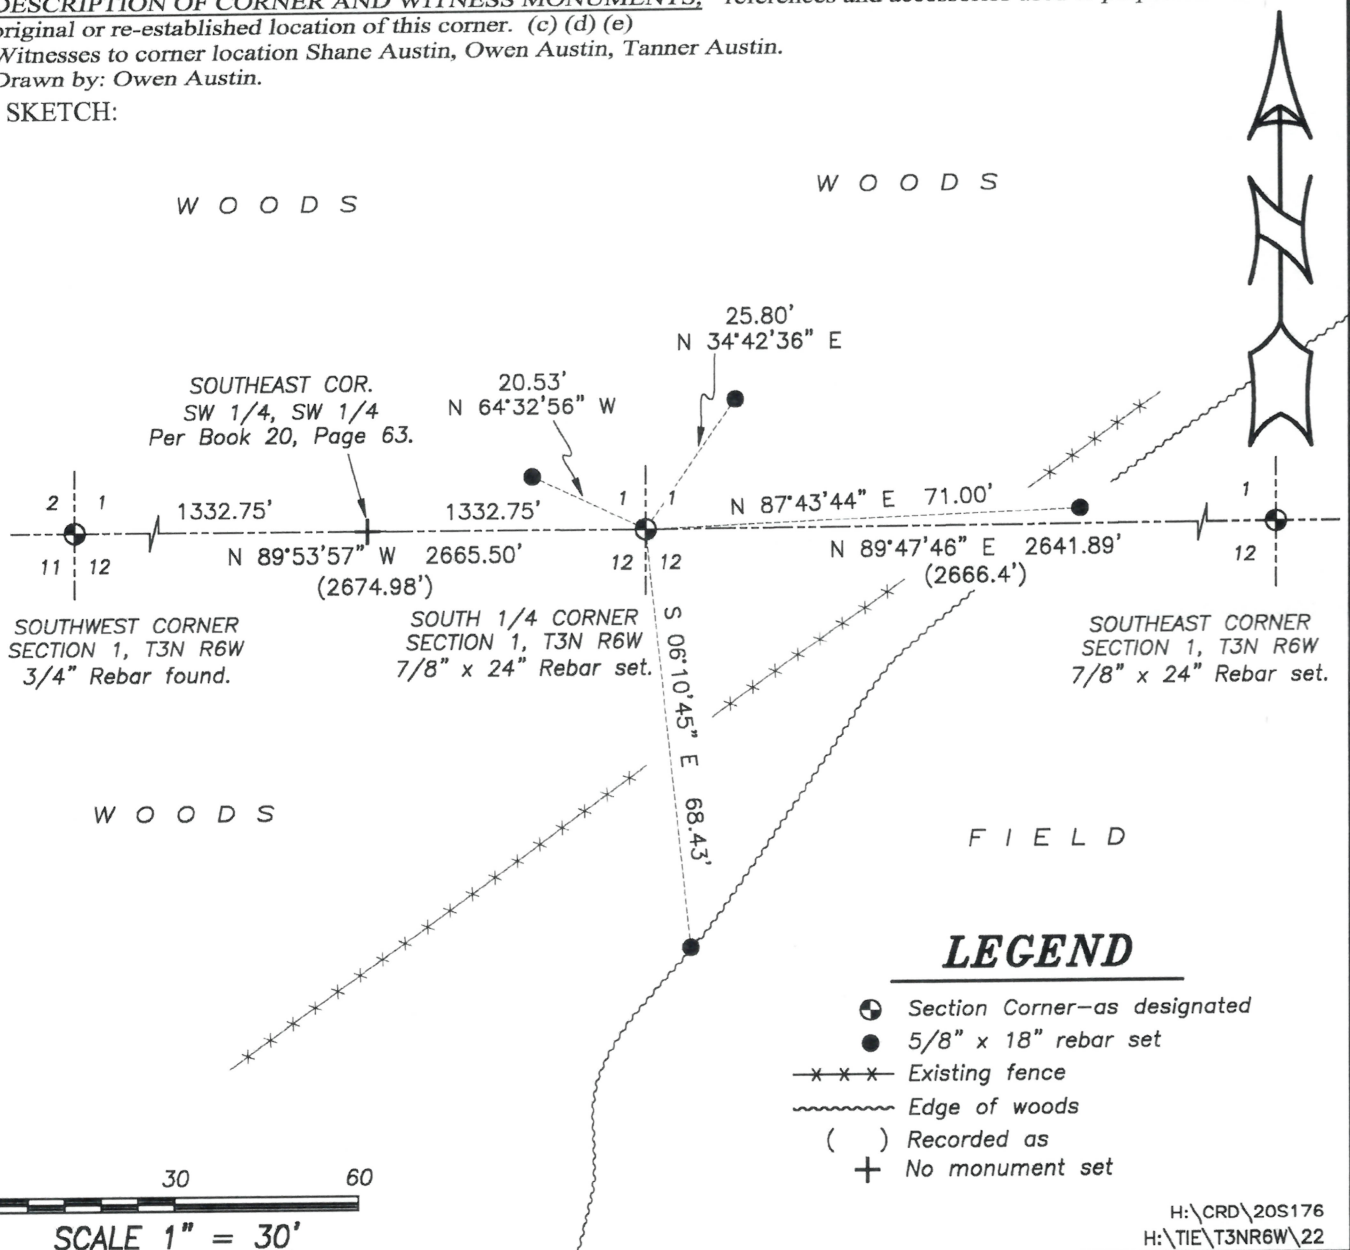 DESCRIPTION OF CORNER AND WITNESS MONUMENTS,
original or re-established location of this corner. (c) (d) (e)
Witnesses to corner location Shane Austin, Owen Austin, Tanner Austin.
Drawn by: Owen Austin.
SKETCH:
WOODS
WOODS
N
25.80'
N 34°42'36" E
20.53'
N 64°32'56" W
SOUTHEAST COR.
SW 1/4, SW 1/4
Per Book 20, Page 63.
2 1
11 12
1332.75'
1332.75'
1 1
12 12
N 87°43'44" E 71.00'
1
12
N 89°53'57" W 2665.50'
(2674.98')
N 89°47'46" E 2641.89'
(2666.4')
SOUTHWEST CORNER
SECTION 1, T3N R6W
3/4" Rebar found.
SOUTH 1/4 CORNER
SECTION 1, T3N R6W
7/8" x 24" Rebar set.
SOUTHEAST CORNER
SECTION 1, T3N R6W
7/8" x 24" Rebar set.
S 06°10'45" E 68.43'
WOODS
FIELD
LEGEND
Section Corner-as designated
5/8" x 18" rebar set
Existing fence
Edge of woods
( ) Recorded as
+ No monument set
30 60
SCALE 1" = 30'
H:\CRD\20S176
H:\TIE\T3NR6W\22